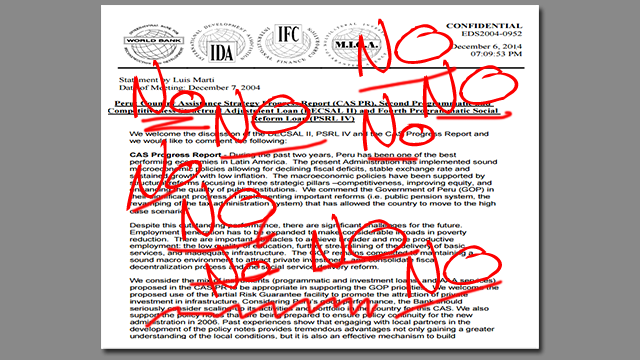 WORLD BANK
IDA
IFC
M.I.G.A.
CONFIDENTIAL
EDS2004-0952
December 6, 2014
07:09:53 PM
No
No
No
No
No
Statement by Luis Marti
Date of Meeting: December 7, 2004
Peru Country Assistance Strategy Progress Report (CAS PR), Second Programmatic and
Competitiveness Structural Adjustment Loan (DECSAL II) and Fourth Programmatic Social
Reform Loan (PSRL IV)
We welcome the discussion of the DECSAL II, PSRL IV and the CAS Progress Report and
we would like to comment the following:
No
No
No
No
No
CAS Progress Report - During the past two years, Peru has been one of the best
performing economies in Latin America. The present Administration has implemented sound
macroeconomic policies allowing for declining fiscal deficits, stable exchange rate and
sustained growth with low inflation. The macroeconomic policies have been supported by
structural reforms focusing in three strategic pillars –competitiveness, improving equity, and
enhancing the quality of public institutions. We commend the Government of Peru (GOP) in
significant progress implementing important reforms (i.e. public pension system, the
revamping of the tax administration system) that has allowed the country to move to the high
case scenario.
Despite this outstanding performance, there are significant challenges for the future.
Employment generation has to be expanded to make considerable inroads in poverty
reduction. There are important obstacles to achieve broader and more productive
employment: the low quality of education, further streamlining of the delivery of basic
services, and inadequate infrastructure. The GOP remains committed to maintaining a
sound macro environment to attract private investment and consolidate fiscal
decentralization process and the social service delivery reform.
We consider the mix of instruments (programmatic and investment loans and AAA services)
proposed in the CAS PR to be appropriate in supporting the GOP priorities. We welcome the
proposed use of the Partial Risk Guarantee facility to promote the attraction of private
investment in infrastructure. Considering Peru's good performance, the Bank should
seriously consider scaling up its activities and portfolio in the country for this CAS. We also
support the policy notes that are being prepared to ensure policy continuity for the new
administration in 2006. Past experiences show that engaging with local partners in the
development of the policy notes provides tremendous advantages not only gaining a greater
understanding of the local conditions, but it is also an effective mechanism to build